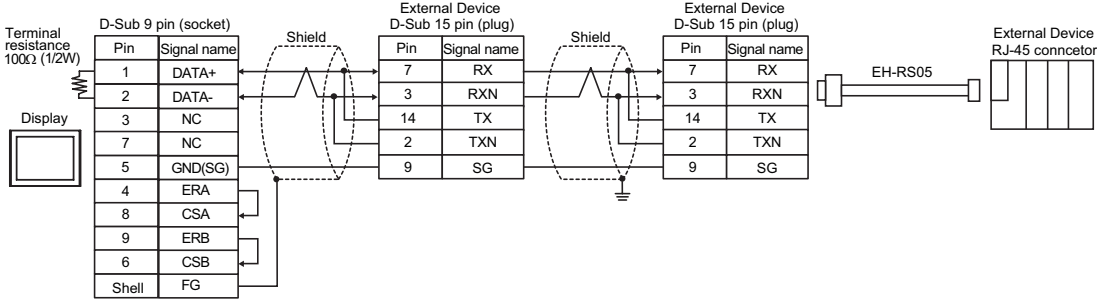 Terminal
resistance
100Ω (1/2W)
Display
D-Sub 9 pin (socket)
Pin Signal name
1 DATA+
2 DATA-
3 NC
7 NC
5 GND(SG)
4 ERA
8 CSA
9 ERB
6 CSB
Shell FG
Shield
External Device
D-Sub 15 pin (plug)
Pin Signal name
7 RX
3 RXN
14 TX
2 TXN
9 SG
Shield
External Device
D-Sub 15 pin (plug)
Pin Signal name
7 RX
3 RXN
14 TX
2 TXN
9 SG
EH-RS05
External Device
RJ-45 conncetor